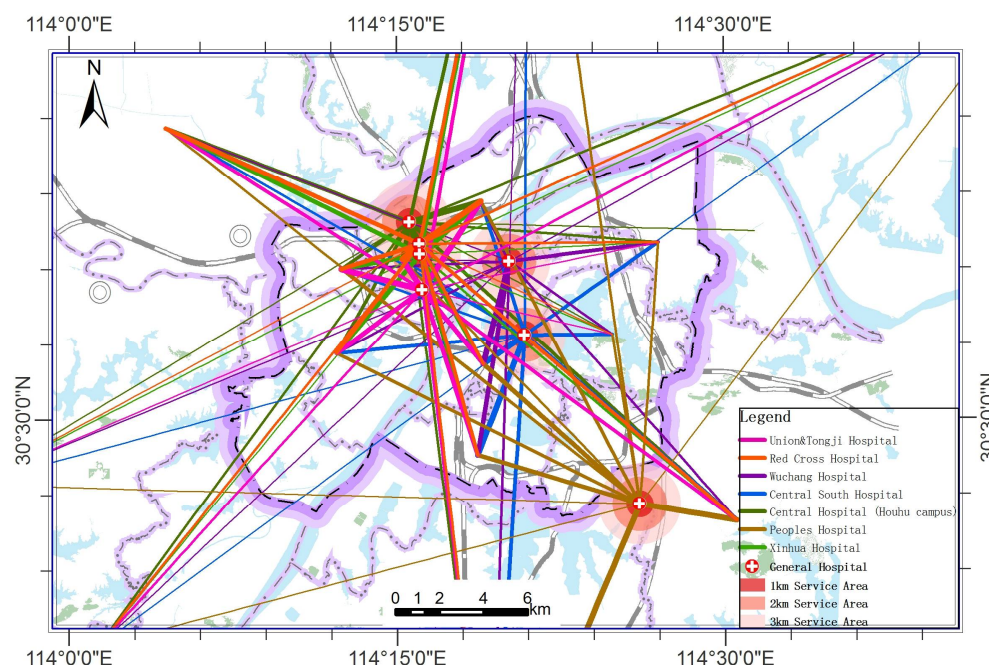 114°0'0"E
114°15'0"E
114°30'0"E
N
30°30'0"N
30°30'0"N
Legend
Union&Tongji Hospital
Red Cross Hospital
Wuchang Hospital
Central South Hospital
Central Hospital (Houhu campus)
Peoples Hospital
Xinhua Hospital
General Hospital
1km Service Area
2km Service Area
3km Service Area
0 1 2 4 6
km
114°0'0"E
114°15'0"E
114°30'0"E